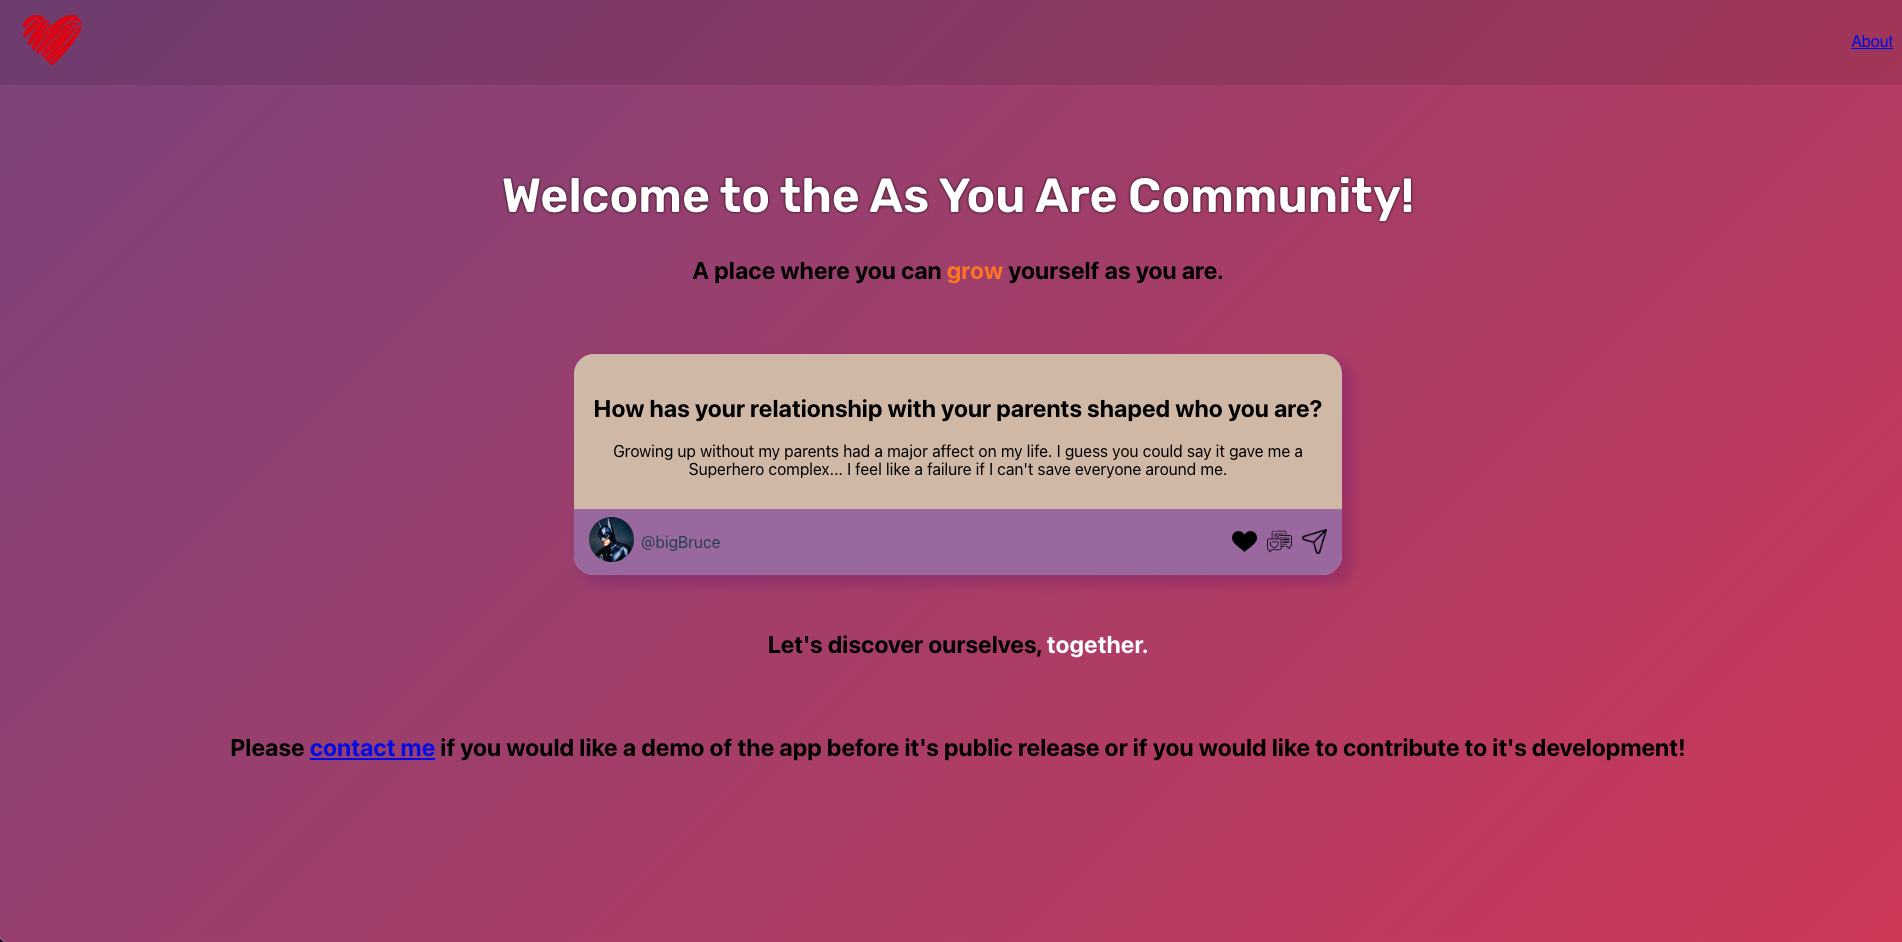 About
Welcome to the As You Are Community!
A place where you can grow yourself as you are.
How has your relationship with your parents shaped who you are?
Growing up without my parents had a major affect on my life. I guess you could say it gave me a
Superhero complex... I feel like a failure if I can't save everyone around me.
@bigBruce
Let's discover ourselves, together.
Please contact me if you would like a demo of the app before it's public release or if you would like to contribute to it's development!